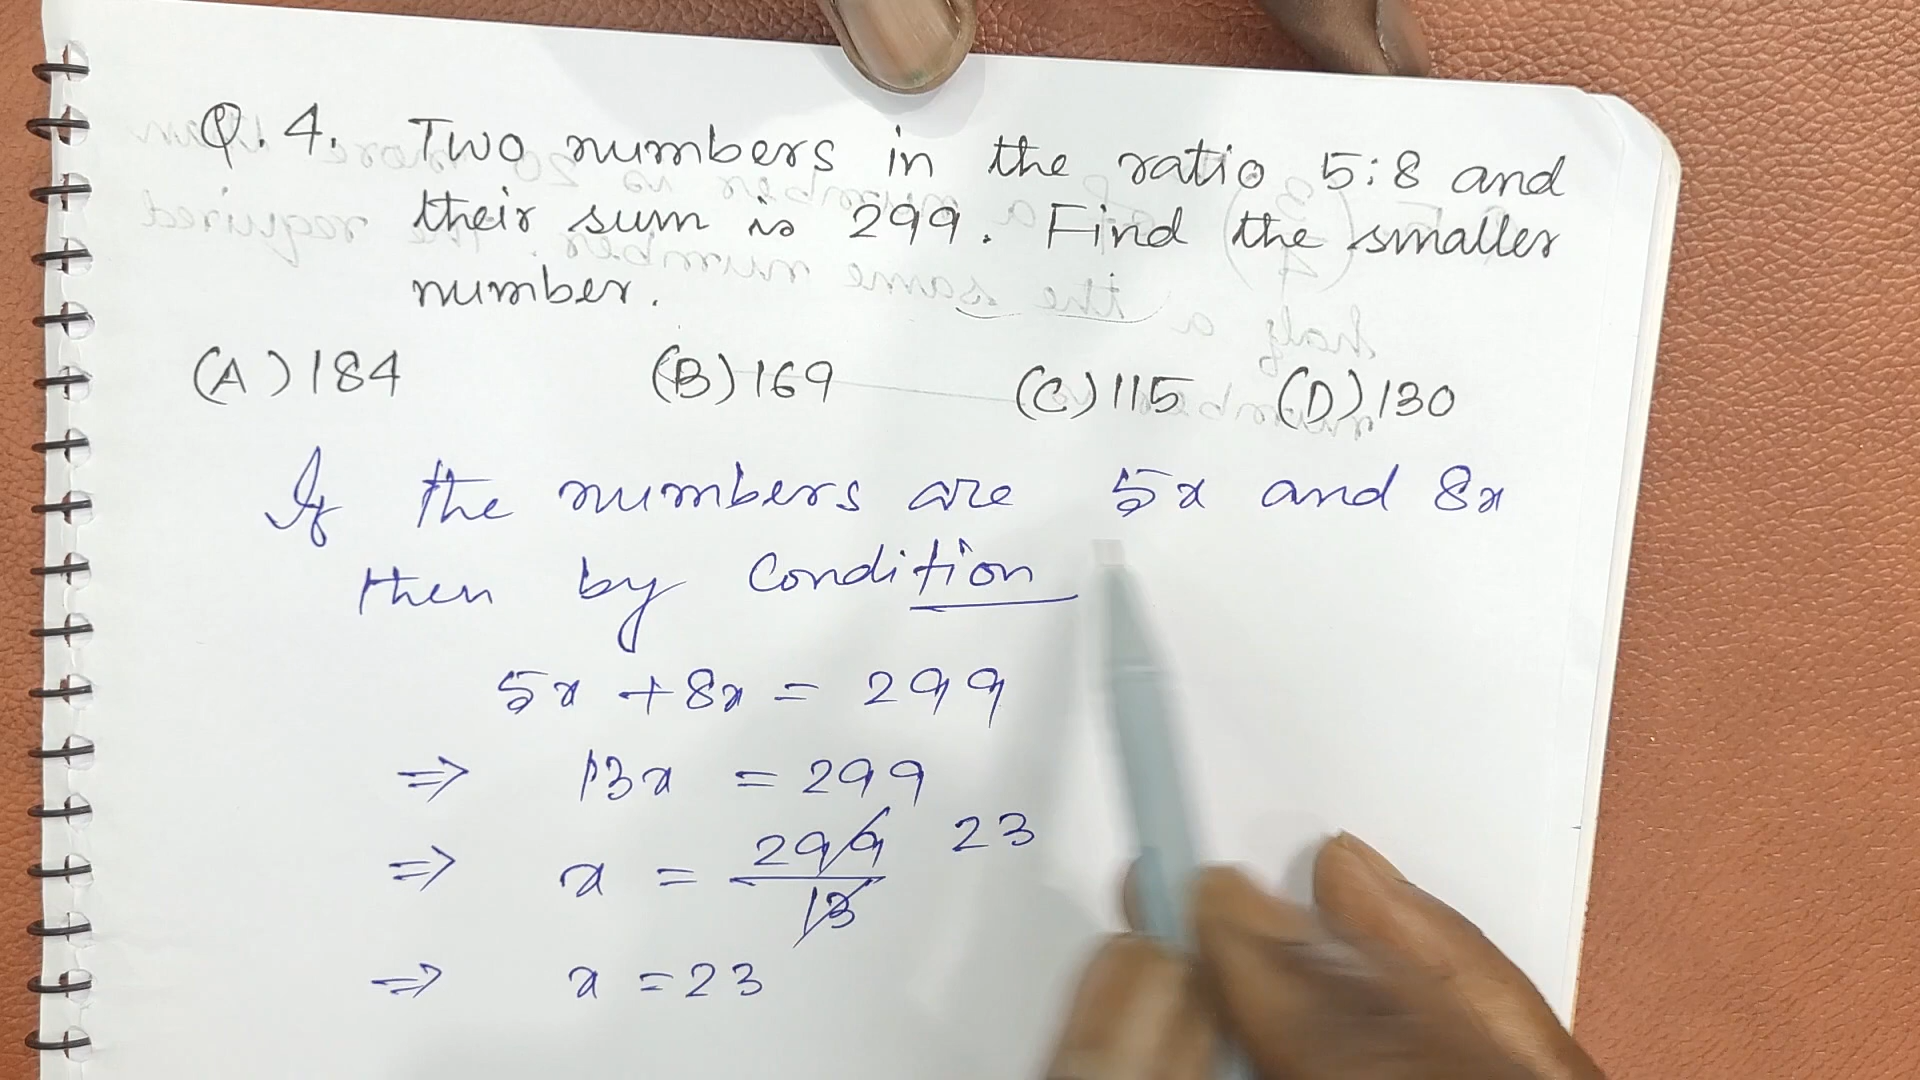 Q.4. Two numbers in the ratio 5:8 and
their sum is 299. Find the smaller
number.
(A) 184 (B) 169 (C) 115 (D) 130
If the numbers are 5x and 8x
then by condition
5x + 8x = 299
⇒ 13x = 299
⇒ x = 299/13 23
⇒ x = 23